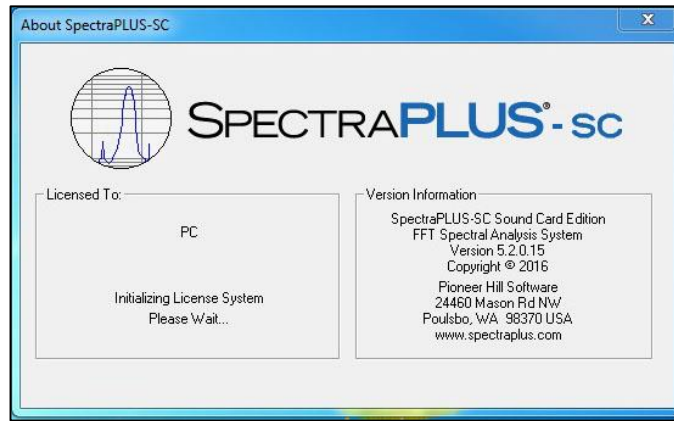 About SpectraPLUS-SC
x
SPECTRAPLUS®- SC
Licensed To:
PC
Initializing License System
Please Wait...
Version Information
SpectraPLUS-SC Sound Card Edition
FFT Spectral Analysis System
Version 5.2.0.15
Copyright © 2016
Pioneer Hill Software
24460 Mason Rd NW
Poulsbo, WA 98370 USA
www.spectraplus.com